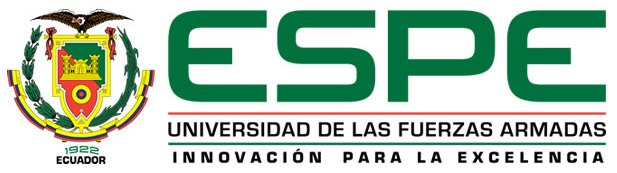 1922
ECUADOR
ESPE
UNIVERSIDAD DE LAS FUERZAS ARMADAS
INNOVACIÓN PARA LA EXCELENCIA